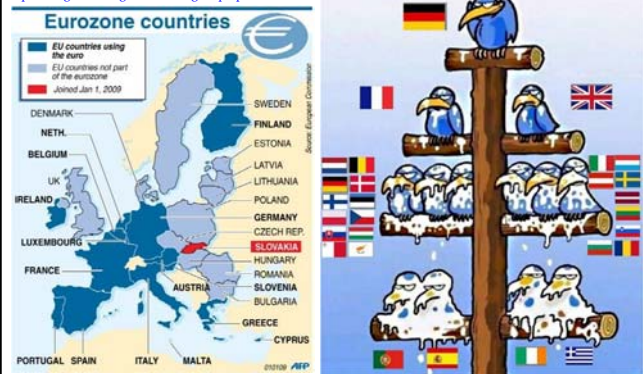 Eurozone countries
EU countries using
the euro
EU countries not part
of the eurozone
Joined Jan 1, 2009
Source: European Commission
DENMARK
NETH.
BELGIUM
UK
IRELAND
LUXEMBOURG
FRANCE
SWEDEN
FINLAND
ESTONIA
LATVIA
LITHUANIA
POLAND
GERMANY
CZECH REP.
SLOVAKIA
HUNGARY
ROMANIA
AUSTRIA
SLOVENIA
BULGARIA
GREECE
CYPRUS
PORTUGAL SPAIN ITALY MALTA
010109 AFP